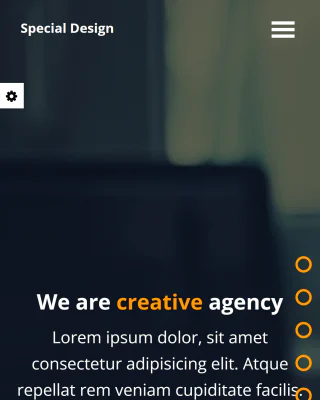 Special Design
We are creative agency
Lorem ipsum dolor, sit amet
consectetur adipisicing elit. Atque
repellat rem veniam cupiditate facilis.